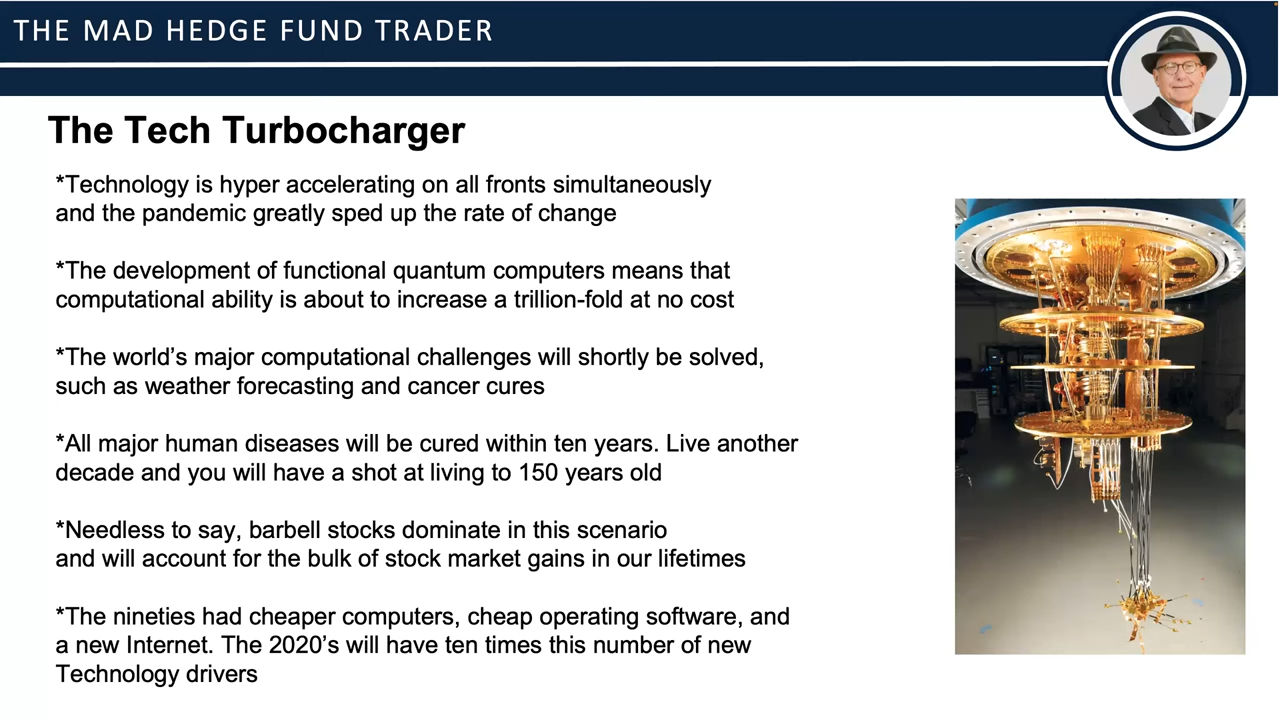 THE MAD HEDGE FUND TRADER
The Tech Turbocharger
*Technology is hyper accelerating on all fronts simultaneously
and the pandemic greatly sped up the rate of change
*The development of functional quantum computers means that
computational ability is about to increase a trillion-fold at no cost
*The world’s major computational challenges will shortly be solved,
such as weather forecasting and cancer cures
*All major human diseases will be cured within ten years. Live another
decade and you will have a shot at living to 150 years old
*Needless to say, barbell stocks dominate in this scenario
and will account for the bulk of stock market gains in our lifetimes
*The nineties had cheaper computers, cheap operating software, and
a new Internet. The 2020’s will have ten times this number of new
Technology drivers